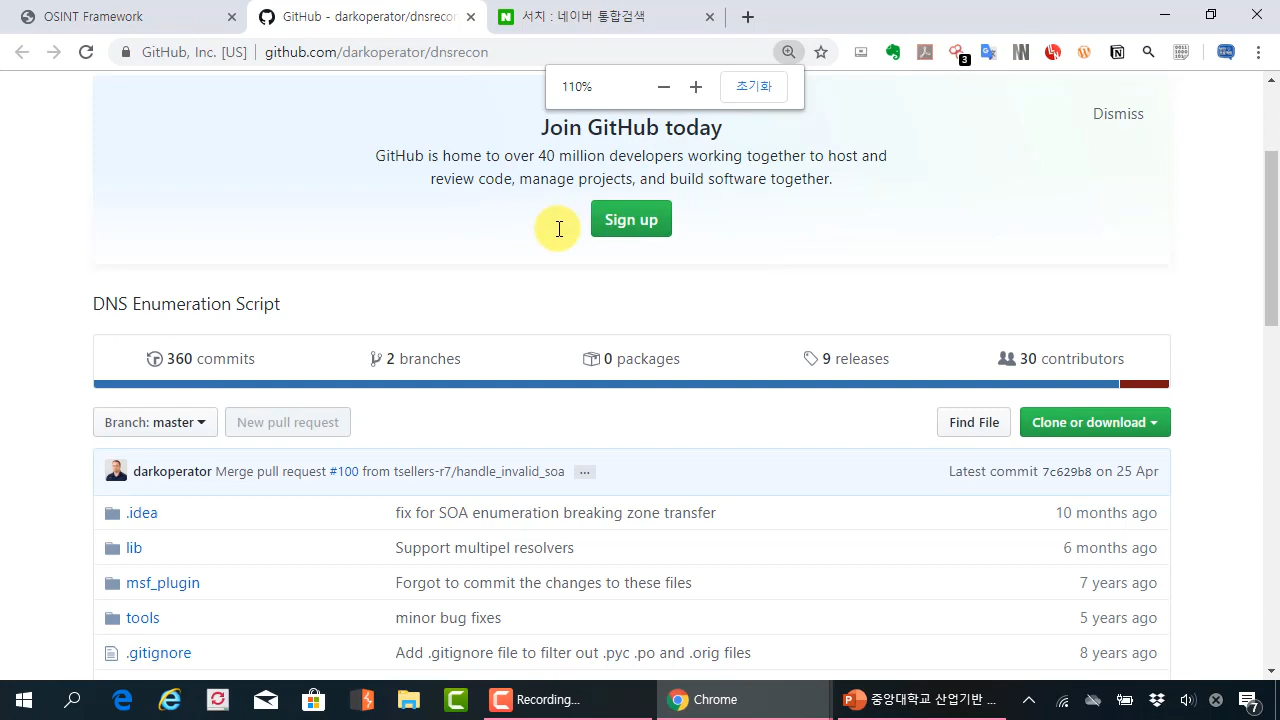 OSINT Framework
GitHub - darkoperator/dnsrecon
서치 : 네이버 통합검색
GitHub, Inc. [US] | github.com/darkoperator/dnsrecon
3
110%
초기화
Join GitHub today
Dismiss
GitHub is home to over 40 million developers working together to host and
review code, manage projects, and build software together.
Sign up
DNS Enumeration Script
360 commits
2 branches
0 packages
9 releases
30 contributors
Branch: master
New pull request
Find File
Clone or download
darkoperator Merge pull request #100 from tsellers-r7/handle_invalid_soa ...
Latest commit 7c629b8 on 25 Apr
.idea
fix for SOA enumeration breaking zone transfer
10 months ago
lib
Support multipel resolvers
6 months ago
msf_plugin
Forgot to commit the changes to these files
7 years ago
tools
minor bug fixes
5 years ago
.gitignore
Add .gitignore file to filter out .pyc .po and .orig files
8 years ago
Recording...
Chrome
중앙대학교 산업기반 ...
7